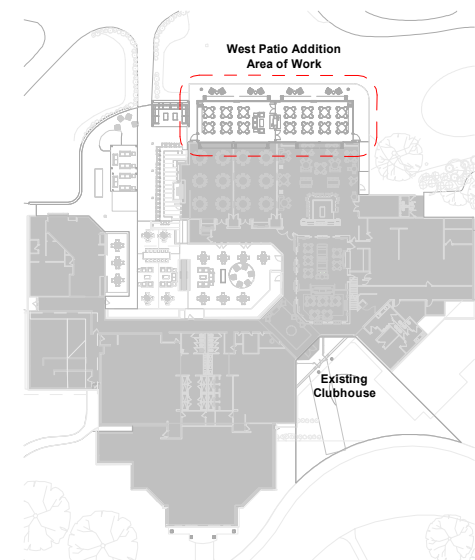 West Patio Addition
Area of Work
Existing
Clubhouse